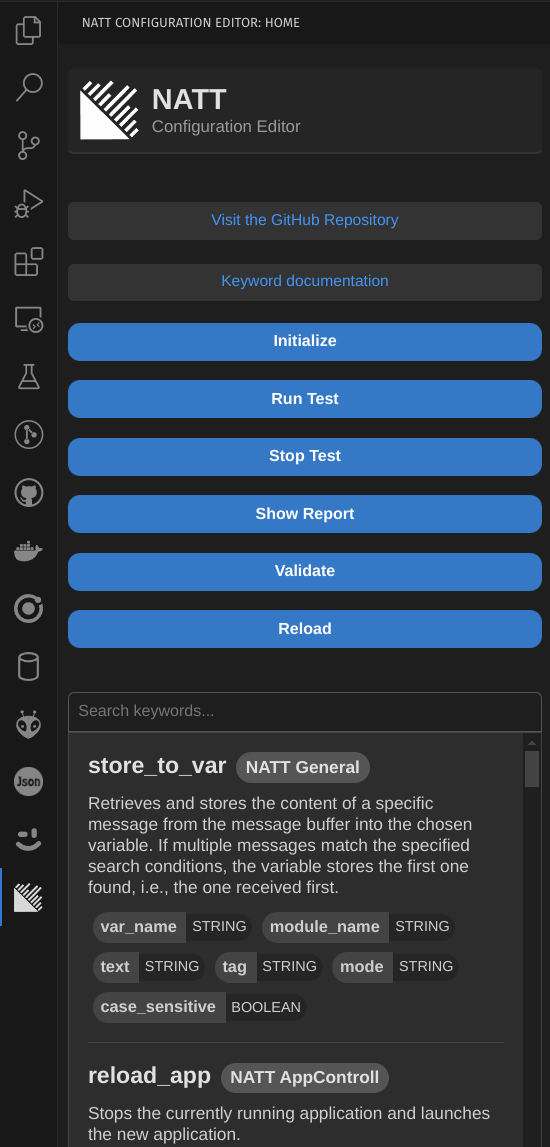 NATT CONFIGURATION EDITOR: HOME
NATT
Configuration Editor
Visit the GitHub Repository
Keyword documentation
Initialize
Run Test
Stop Test
Show Report
Validate
Reload
Search keywords...
store_to_var NATT General
Retrieves and stores the content of a specific
message from the message buffer into the chosen
variable. If multiple messages match the specified
search conditions, the variable stores the first one
found, i.e., the one received first.
var_name STRING module_name STRING
text STRING tag STRING mode STRING
Json
case_sensitive BOOLEAN
reload_app NATT AppControll
Stops the currently running application and launches
the new application.